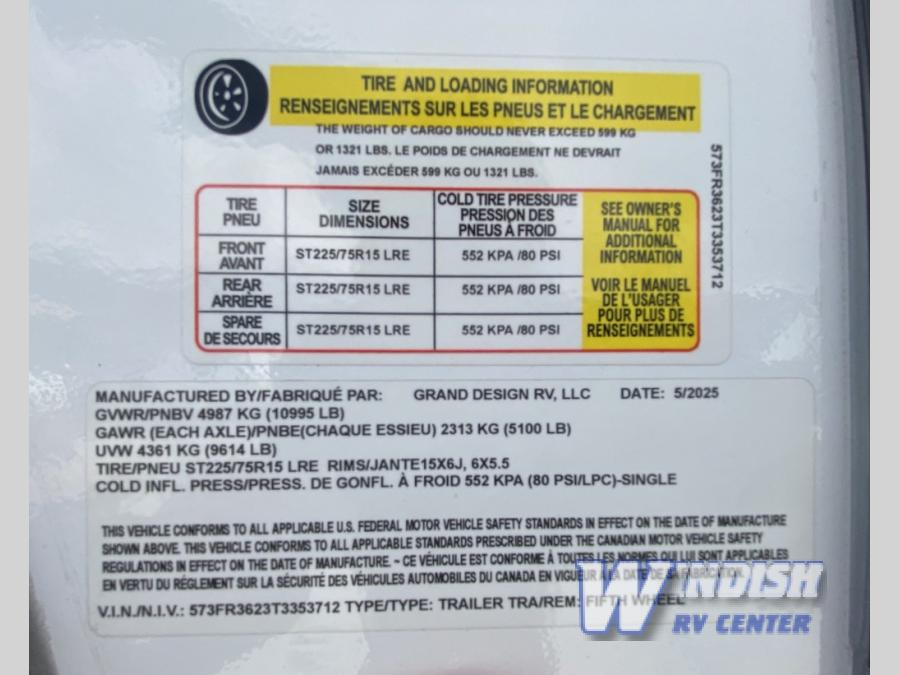 TIRE AND LOADING INFORMATION
RENSEIGNEMENTS SUR LES PNEUS ET LE CHARGEMENT
THE WEIGHT OF CARGO SHOULD NEVER EXCEED 599 KG
OR 1321 LBS. LE POIDS DE CHARGEMENT NE DEVRAIT
JAMAIS EXCÉDER 599 KG OU 1321 LBS.
TIRE
PNEU
SIZE
DIMENSIONS
COLD TIRE PRESSURE
PRESSION DES
PNEUS À FROID
SEE OWNER'S
MANUAL FOR
ADDITIONAL
INFORMATION
VOIR LE MANUEL
DE L'USAGER
POUR PLUS DE
RENSEIGNEMENTS
FRONT
AVANT
ST225/75R15 LRE
552 KPA /80 PSI
REAR
ARRIÈRE
ST225/75R15 LRE
552 KPA /80 PSI
SPARE
DE SECOURS
ST225/75R15 LRE
552 KPA /80 PSI
573FR3623T3353712
MANUFACTURED BY/FABRIQUÉ PAR: GRAND DESIGN RV, LLC DATE: 5/2025
GVWR/PNBV 4987 KG (10995 LB)
GAWR (EACH AXLE)/PNBE(CHAQUE ESSIEU) 2313 KG (5100 LB)
UVW 4361 KG (9614 LB)
TIRE/PNEU ST225/75R15 LRE RIMS/JANTE15X6J, 6X5.5
COLD INFL. PRESS/PRESS. DE GONFL. À FROID 552 KPA (80 PSI/LPC)-SINGLE
THIS VEHICLE CONFORMS TO ALL APPLICABLE U.S. FEDERAL MOTOR VEHICLE SAFETY STANDARDS IN EFFECT ON THE DATE OF MANUFACTURE
SHOWN ABOVE. THIS VEHICLE CONFORMS TO ALL APPLICABLE STANDARDS PRESCRIBED UNDER THE CANADIAN MOTOR VEHICLE SAFETY
REGULATIONS IN EFFECT ON THE DATE OF MANUFACTURE. ~ CE VÉHICULE EST CONFORME À TOUTES LES NORMES QUI LUI SONT APPLICABLES
EN VERTU DU RÉGLEMENT SUR LA SÉCURITÉ DES VÉHICULES AUTOMOBILES DU CANADA EN VIGUEUR À LA DATE DE SA FABRICATION.
V.I.N./N.I.V.: 573FR3623T3353712 TYPE/TYPE: TRAILER TRA/REM: FIFTH WHEEL
WINDISH
RV CENTER